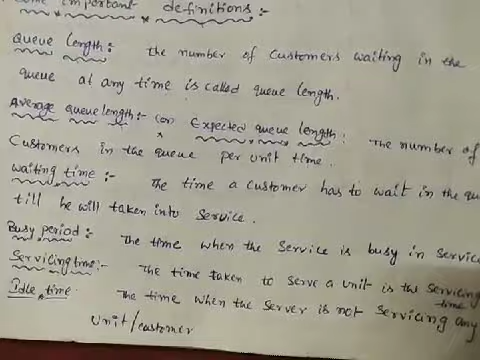 Some important definitions:-
Queue length: The number of customers waiting in the
queue at any time is called queue length.
Average queue length:- (or) Expected queue length: The number of
Customers in the queue per unit time.
Waiting time:- The time a customer has to wait in the
till he will taken into service.
Busy period: The time when the service is busy in
Servicing time:- The time taken to serve a unit is the servicing
time
Idle time. The time when the server is not servicing any
unit/customer